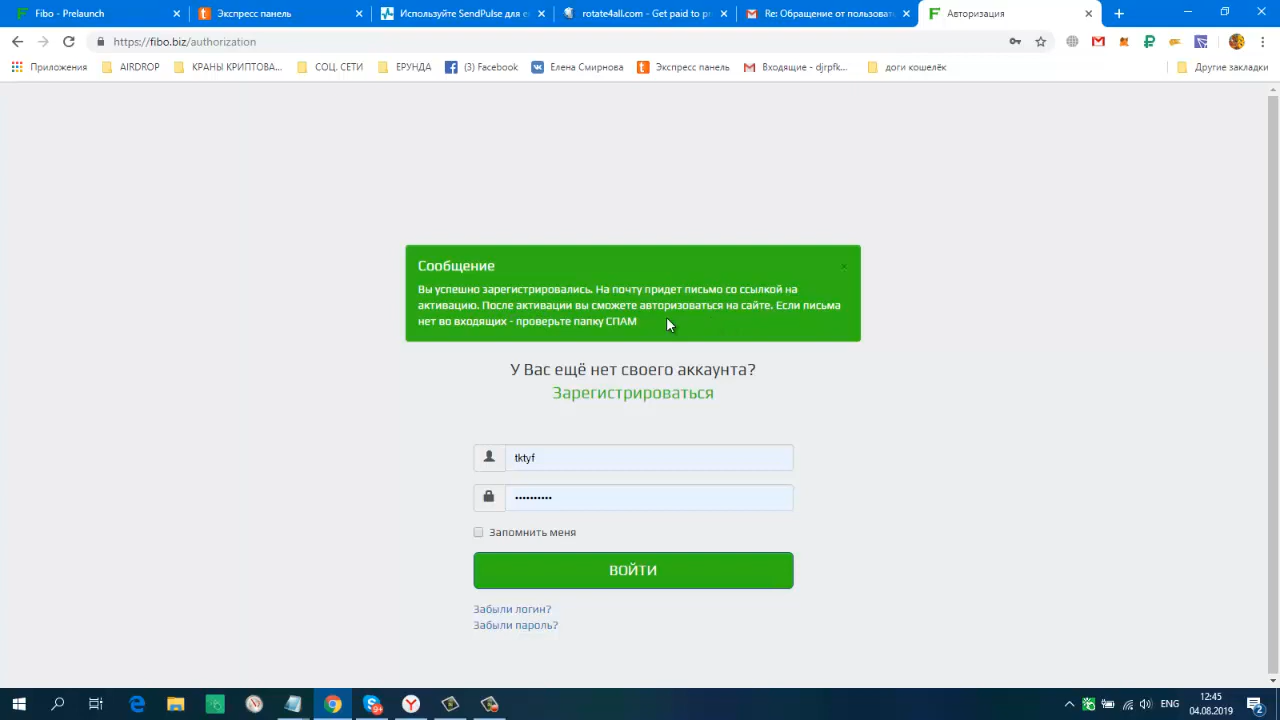 Fibo - Prelaunch
Экспресс панель
Используйте SendPulse для е
rotate4all.com - Get paid to pr
Re: Обращение от пользоват
Авторизация
https://fibo.biz/authorization
Приложения
AIRDROP
КРАНЫ КРИПТОВА...
СОЦ. СЕТИ
ЕРУНДА
(3) Facebook
Елена Смирнова
Экспресс панель
Входящие - djrpfk...
доги кошелёк
Другие закладки
Сообщение
Вы успешно зарегистрировались. На почту придет письмо со ссылкой на
активацию. После активации вы сможете авторизоваться на сайте. Если письма
нет во входящих - проверьте папку СПАМ
У Вас ещё нет своего аккаунта?
Зарегистрироваться
tktyf
Запомнить меня
ВОЙТИ
Забыли логин?
Забыли пароль?
ENG
12:45
04.08.2019